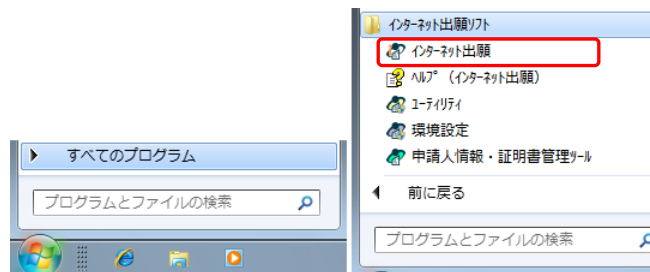 すべてのプログラム
プログラムとファイルの検索
ｲﾝﾀｰﾈｯﾄ出願ｿﾌﾄ
ｲﾝﾀｰﾈｯﾄ出願
ﾍﾙﾌﾟ（ｲﾝﾀｰﾈｯﾄ出願）
ﾕｰﾃｨﾘﾃｨ
環境設定
申請人情報・証明書管理ﾂｰﾙ
前に戻る
プログラムとファイルの検索